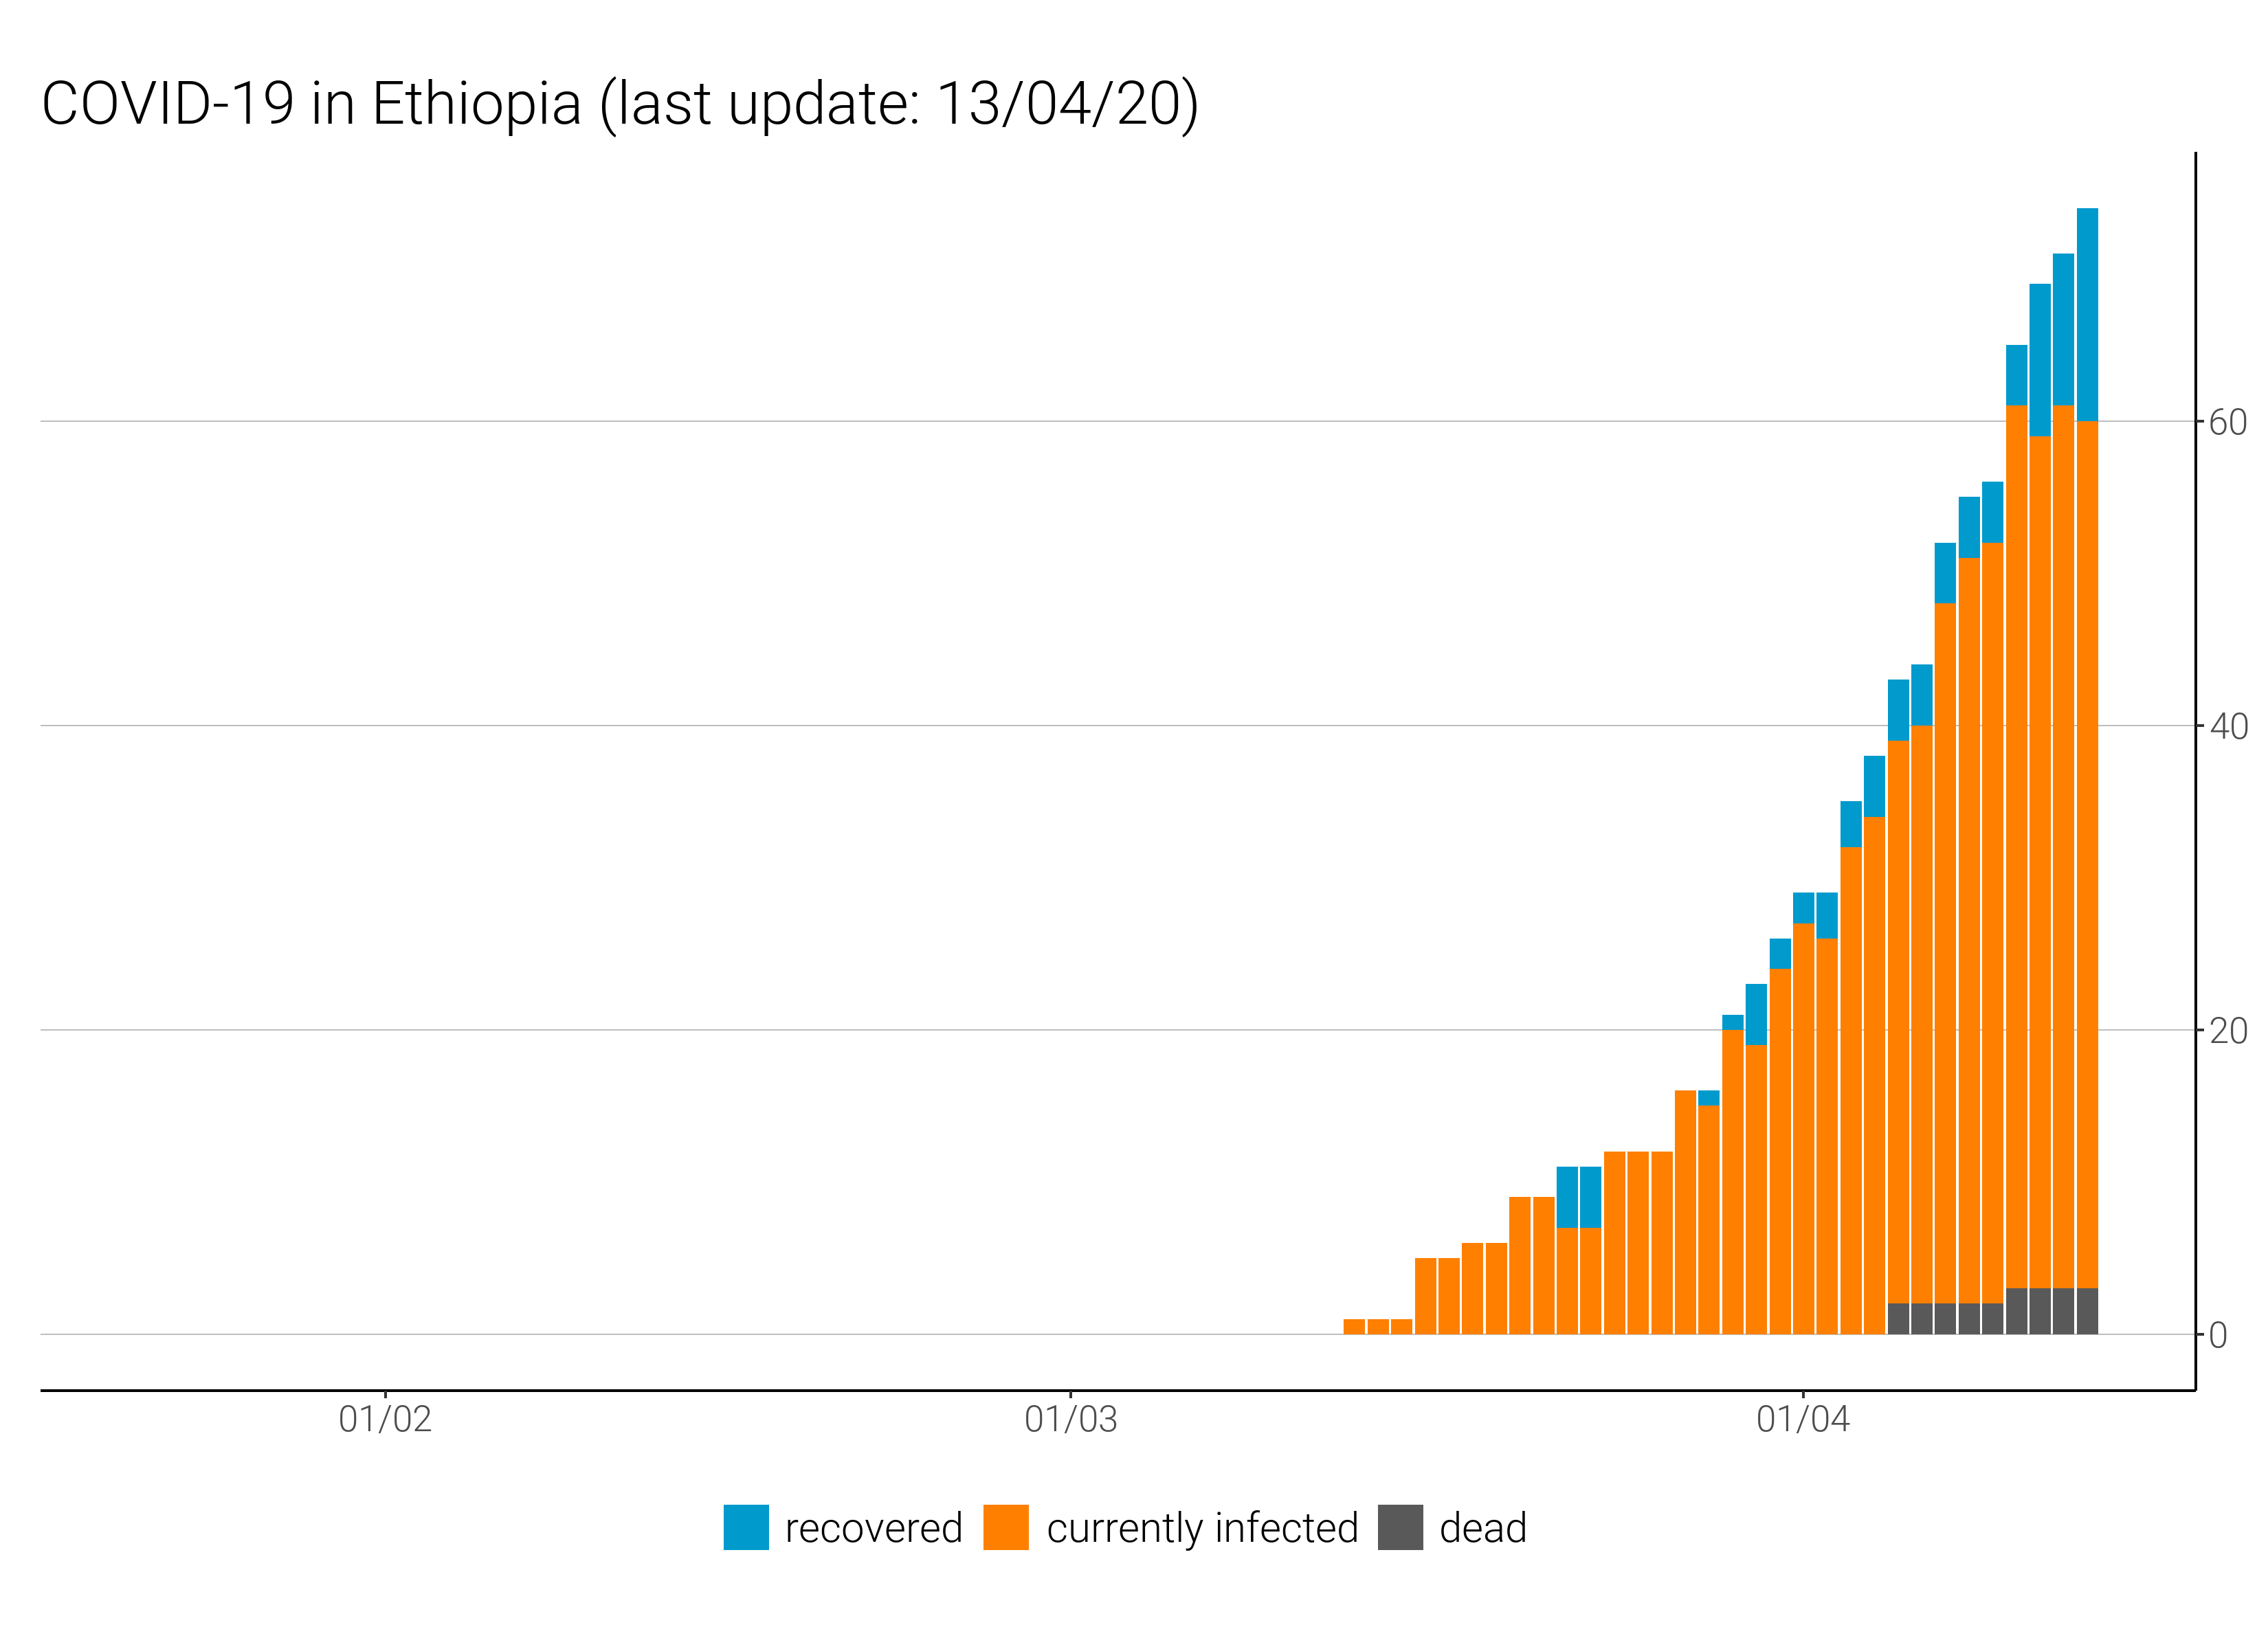 COVID-19 in Ethiopia (last update: 13/04/20)
60
40
20
0
01/02 01/03 01/04
recovered currently infected dead